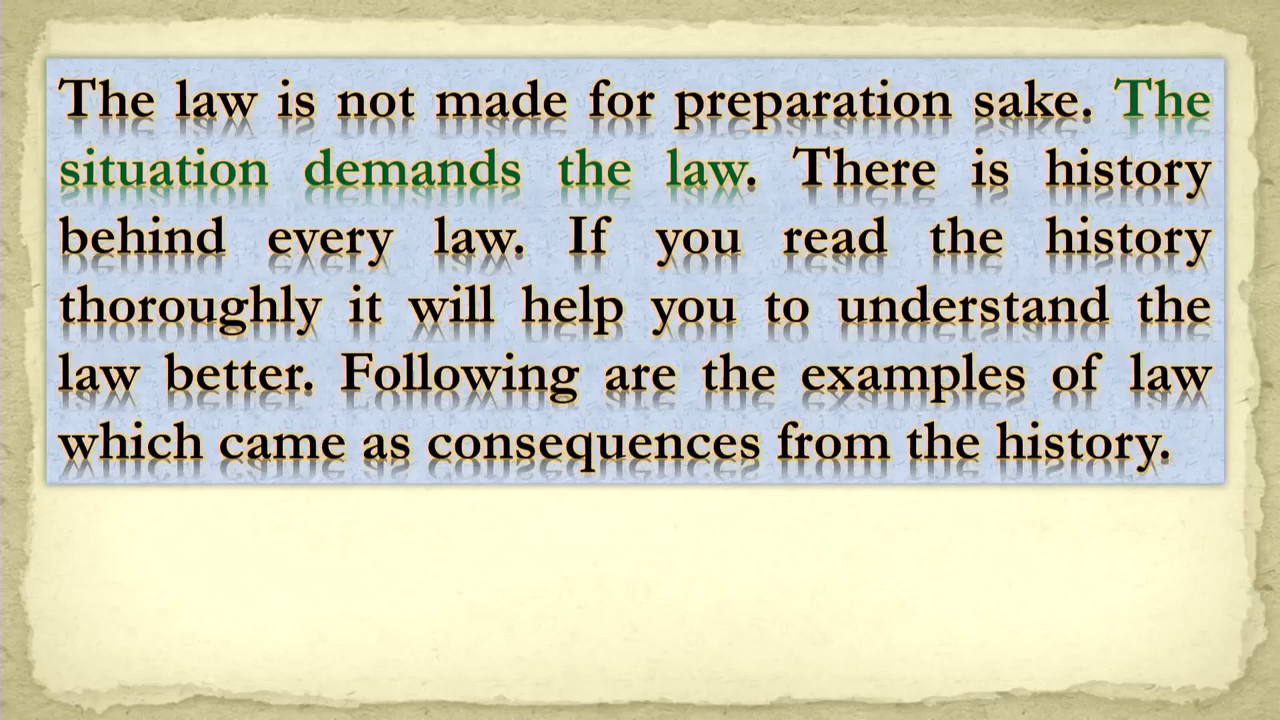 The law is not made for preparation sake. The
situation demands the law. There is history
behind every law. If you read the history
thoroughly it will help you to understand the
law better. Following are the examples of law
which came as consequences from the history.